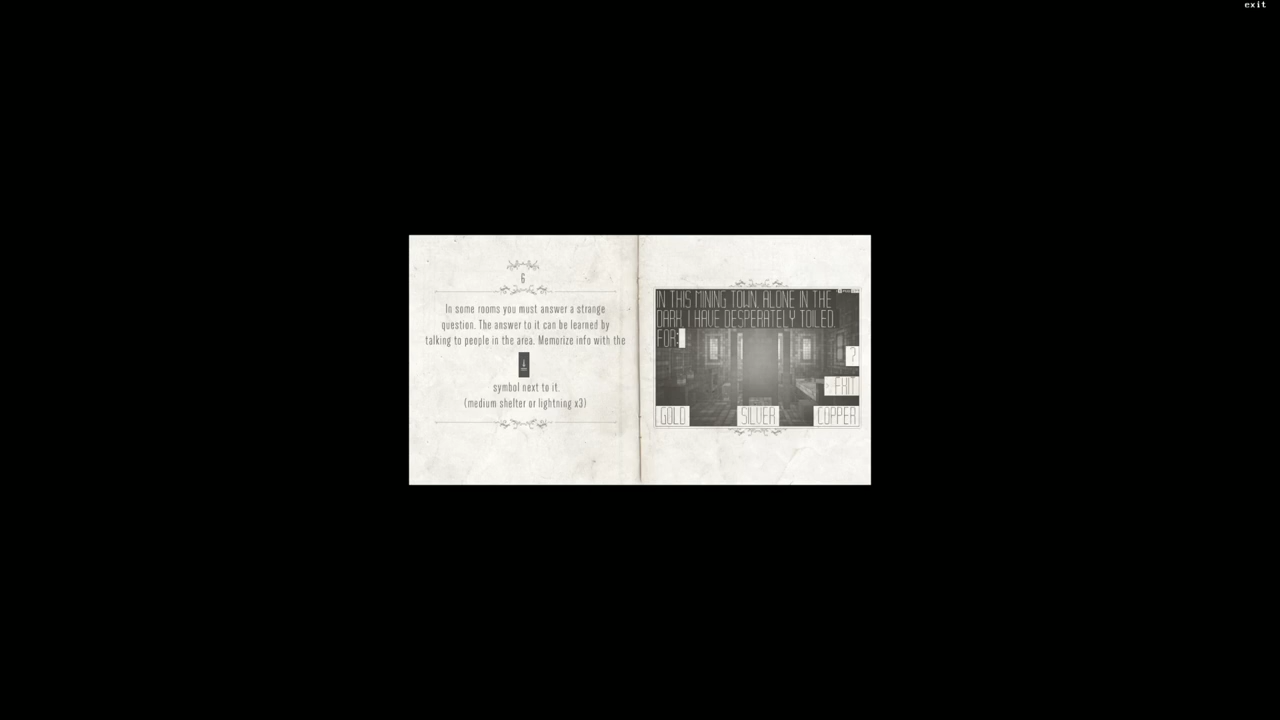 exit
6
In some rooms you must answer a strange
question. The answer to it can be learned by
talking to people in the area. Memorize info with the
symbol next to it.
(medium shelter or lightning x3)
IN THIS MINING TOWN, ALONE IN THE
DARK, I HAVE DESPERATELY TOILED.
FOR:
?
EXIT
GOLD
SILVER
COPPER